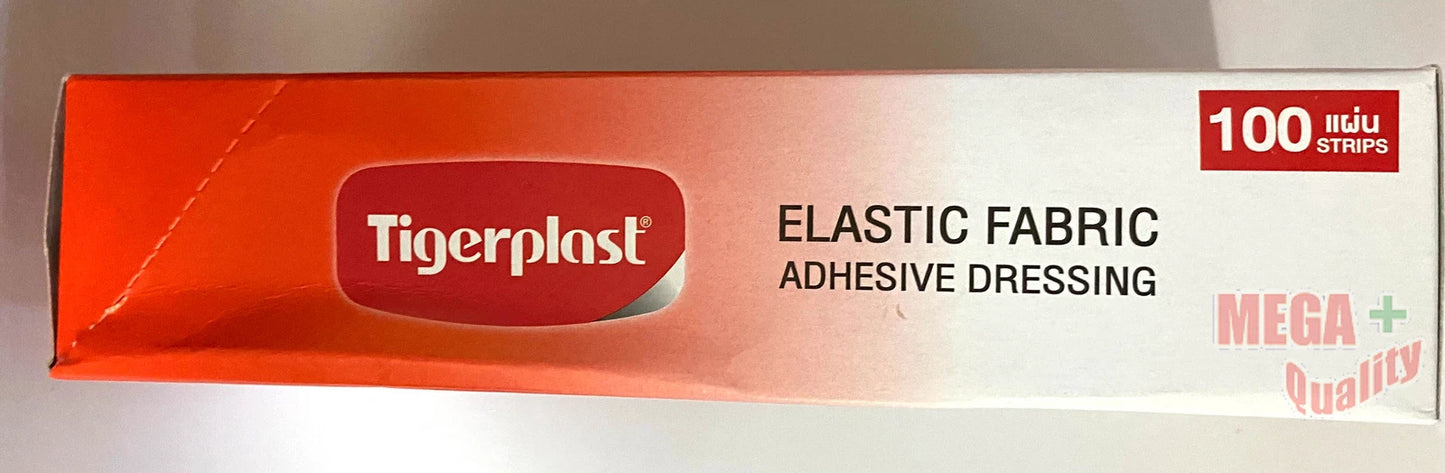 Tigerplast®
ELASTIC FABRIC
ADHESIVE DRESSING
100 แผ่น
STRIPS
MEGA +
Quality